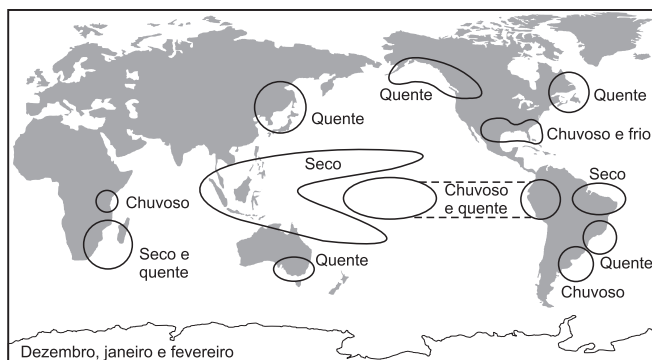 Quente
Quente
Quente
Chuvoso e frio
Seco
Seco
Chuvoso
e quente
Chuvoso
Seco e
quente
Quente
Quente
Chuvoso
Dezembro, janeiro e fevereiro